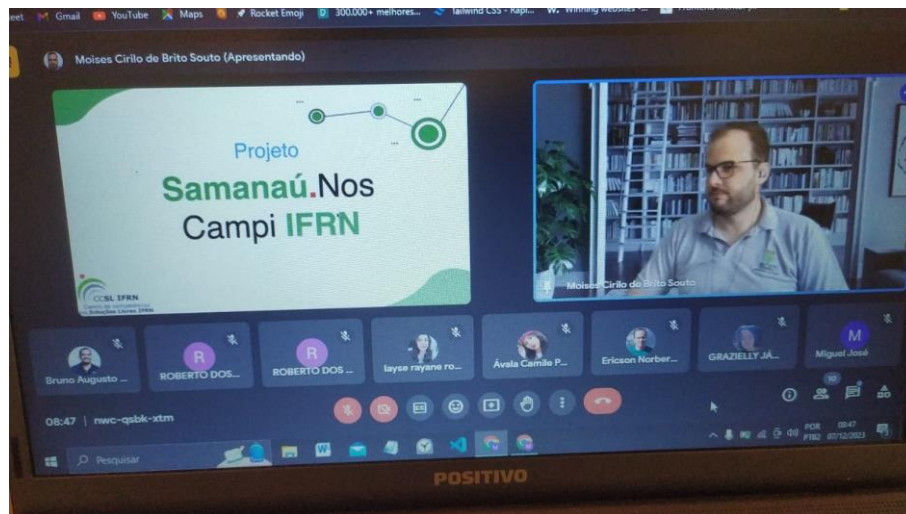 Gmail
YouTube
Maps
Rocket Emoji
300.000+ melhores...
Tailwind CSS - Rapi...
Moises Cirilo de Brito Souto (Apresentando)
Projeto
Samanaú.Nos
Campi IFRN
CCSL IFRN
Moises Cirilo de Brito Souto
Bruno Augusto ...
R
ROBERTO DOS...
R
ROBERTO DOS ...
layse rayane ro...
Ávala Camile P...
Ericson Norber...
GRAZIELLY JÁ...
M
Miguel José
08:47 | nwc-qsbk-xtm
10
Pesquisar
POR
PTB2
08:47
07/12/2023
POSITIVO